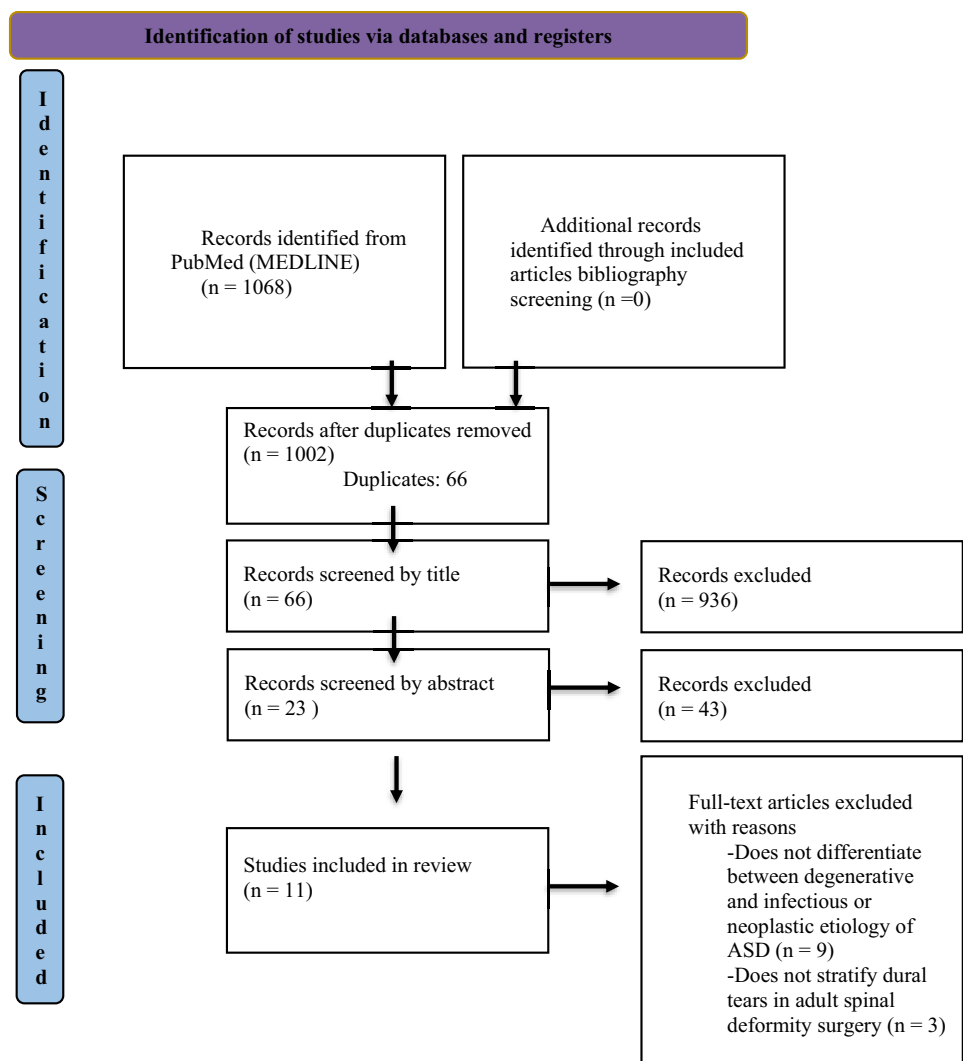 Identification of studies via databases and registers
Identification
Records identified from
PubMed (MEDLINE)
(n = 1068)
Additional records
identified through included
articles bibliography
screening (n =0)
Records after duplicates removed
(n = 1002)
Duplicates: 66
Screening
Records screened by title
(n = 66)
Records excluded
(n = 936)
Records screened by abstract
(n = 23 )
Records excluded
(n = 43)
Included
Studies included in review
(n = 11)
Full-text articles excluded
with reasons
-Does not differentiate
between degenerative
and infectious or
neoplastic etiology of
ASD (n = 9)
-Does not stratify dural
tears in adult spinal
deformity surgery (n = 3)